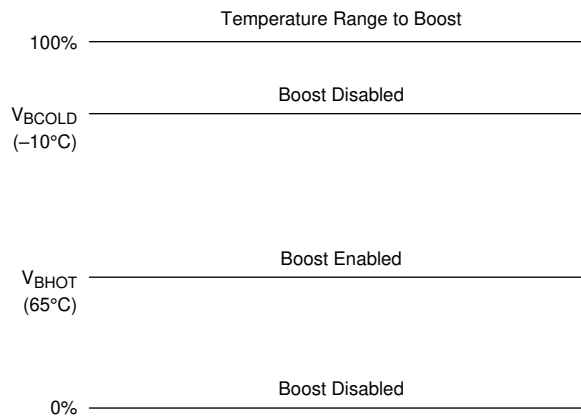 Temperature Range to Boost
100%
Boost Disabled
VBCOLD
(–10°C)
Boost Enabled
VBHOT
(65°C)
Boost Disabled
0%